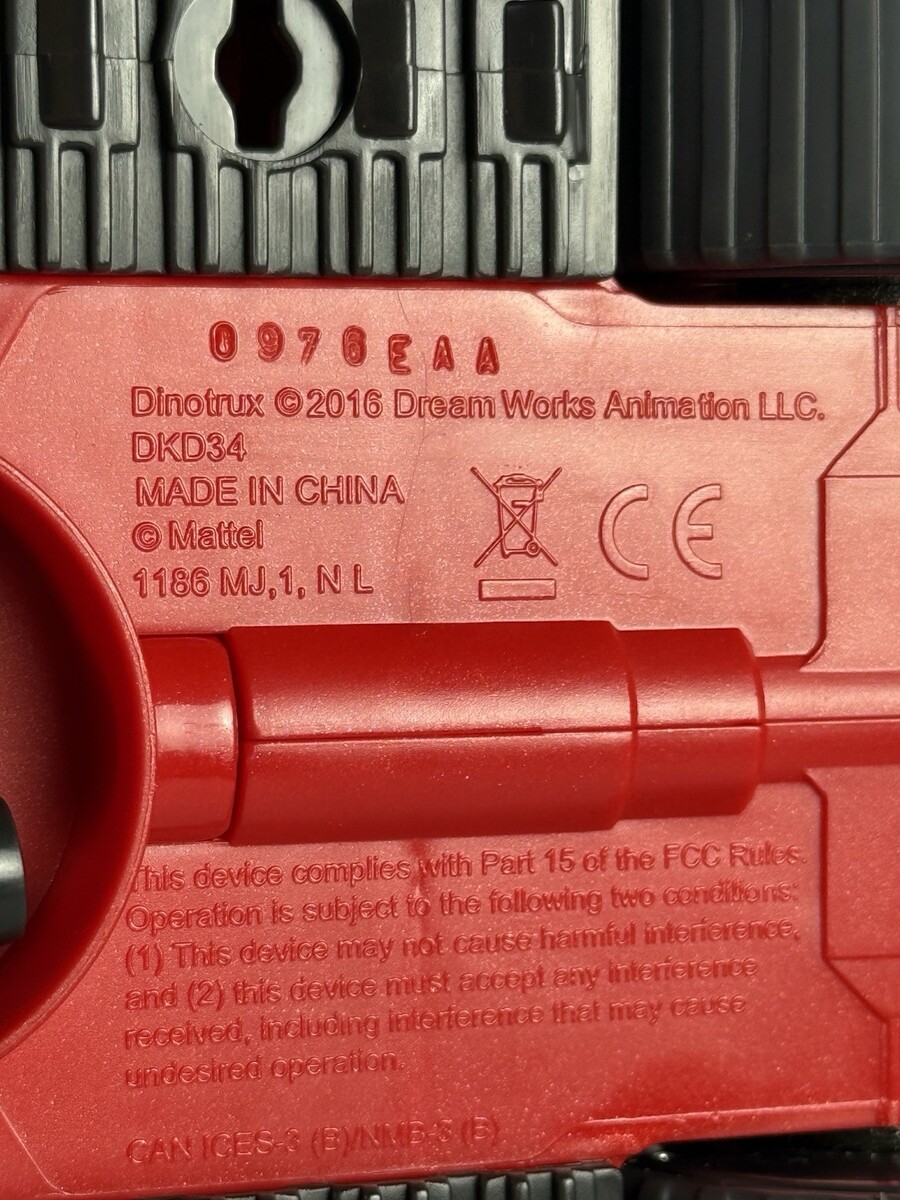 0976EAA
Dinotrux ©2016 DreamWorks Animation LLC.
DKD34
MADE IN CHINA
© Mattel
1186 MJ,1, N L
CE
This device complies with Part 15 of the FCC Rules.
Operation is subject to the following two conditions:
(1) This device may not cause harmful interference,
and (2) this device must accept any interference
received, including interference that may cause
undesired operation.
CAN ICES-3 (B)/NMB-3 (B)